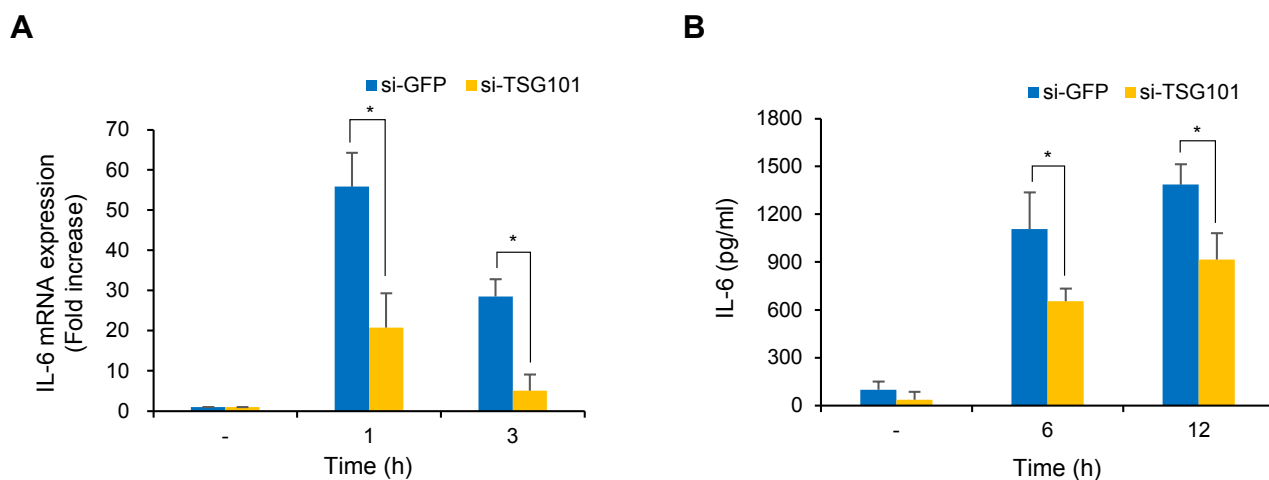 A
si-GFP si-TSG101
*
*
70
60
50
40
30
20
10
0
IL-6 mRNA expression
(Fold increase)
- 1 3
Time (h)
B
si-GFP si-TSG101
*
*
1800
1500
1200
900
600
300
0
IL-6 (pg/ml)
- 6 12
Time (h)